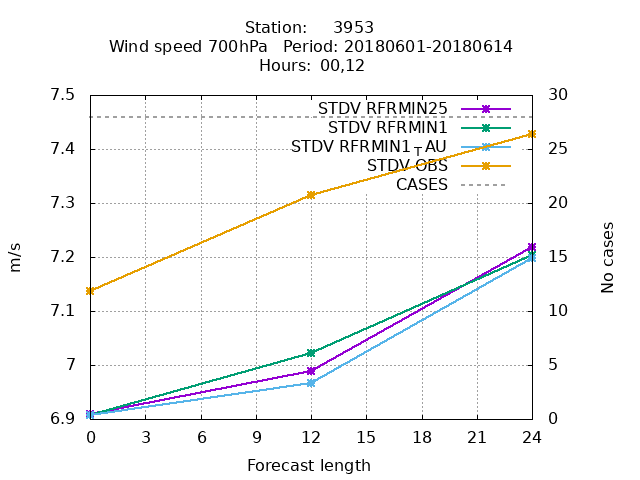 Station: 3953
Wind speed 700hPa Period: 20180601-20180614
Hours: 00,12
7.5
7.4
7.3
7.2
7.1
7
6.9
m/s
30
25
20
15
10
5
0
No cases
STDV RFRMIN25
STDV RFRMIN1
STDV RFRMIN1TAU
STDV OBS
CASES
0 3 6 9 12 15 18 21 24
Forecast length